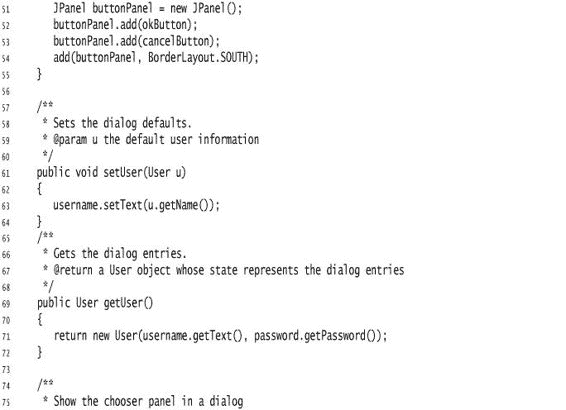 51 JPanel buttonPanel = new JPanel();
52 buttonPanel.add(okButton);
53 buttonPanel.add(cancelButton);
54 add(buttonPanel, BorderLayout.SOUTH);
55 }
56
57 /**
58 * Sets the dialog defaults.
59 * @param u the default user information
60 */
61 public void setUser(User u)
62 {
63 username.setText(u.getName());
64 }
65 /**
66 * Gets the dialog entries.
67 * @return a User object whose state represents the dialog entries
68 */
69 public User getUser()
70 {
71 return new User(username.getText(), password.getPassword());
72 }
73
74 /**
75 * Show the chooser panel in a dialog